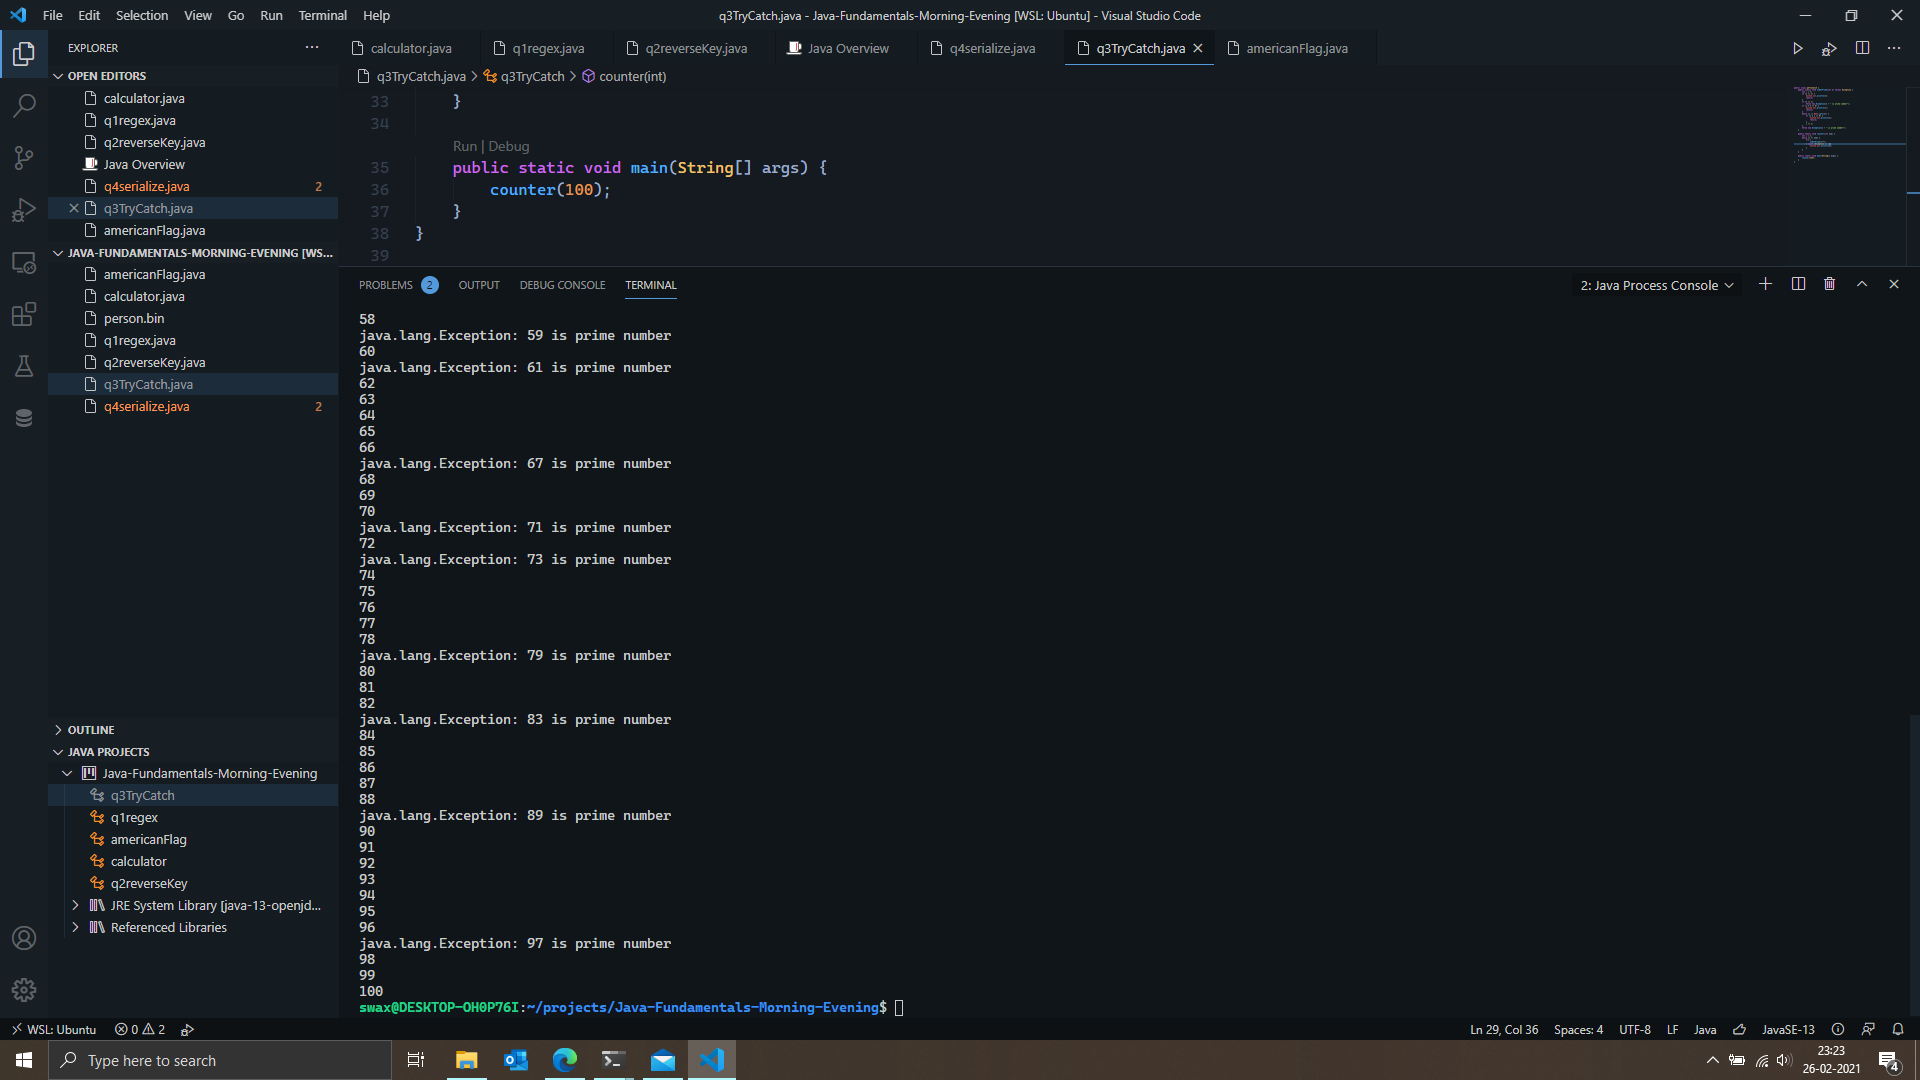 File Edit Selection View Go Run Terminal Help
q3TryCatch.java - Java-Fundamentals-Morning-Evening [WSL: Ubuntu] - Visual Studio Code
EXPLORER
OPEN EDITORS
calculator.java
q1regex.java
q2reverseKey.java
Java Overview
q4serialize.java 2
q3TryCatch.java
americanFlag.java
JAVA-FUNDAMENTALS-MORNING-EVENING [WS...
americanFlag.java
calculator.java
person.bin
q1regex.java
q2reverseKey.java
q3TryCatch.java
q4serialize.java 2
OUTLINE
JAVA PROJECTS
Java-Fundamentals-Morning-Evening
q3TryCatch
q1regex
americanFlag
calculator
q2reverseKey
JRE System Library [java-13-openjd...
Referenced Libraries
calculator.java q1regex.java q2reverseKey.java Java Overview q4serialize.java q3TryCatch.java americanFlag.java
q3TryCatch.java > q3TryCatch > counter(int)
33 }
34
Run | Debug
35 public static void main(String[] args) {
36 counter(100);
37 }
38 }
39
PROBLEMS 2 OUTPUT DEBUG CONSOLE TERMINAL 2: Java Process Console
58
java.lang.Exception: 59 is prime number
60
java.lang.Exception: 61 is prime number
62
63
64
65
66
java.lang.Exception: 67 is prime number
68
69
70
java.lang.Exception: 71 is prime number
72
java.lang.Exception: 73 is prime number
74
75
76
77
78
java.lang.Exception: 79 is prime number
80
81
82
java.lang.Exception: 83 is prime number
84
85
86
87
88
java.lang.Exception: 89 is prime number
90
91
92
93
94
95
96
java.lang.Exception: 97 is prime number
98
99
100
swax@DESKTOP-OH0P76I:~/projects/Java-Fundamentals-Morning-Evening$
WSL: Ubuntu 0 2 Ln 29, Col 36 Spaces: 4 UTF-8 LF Java JavaSE-13
Type here to search
23:23
26-02-2021
4